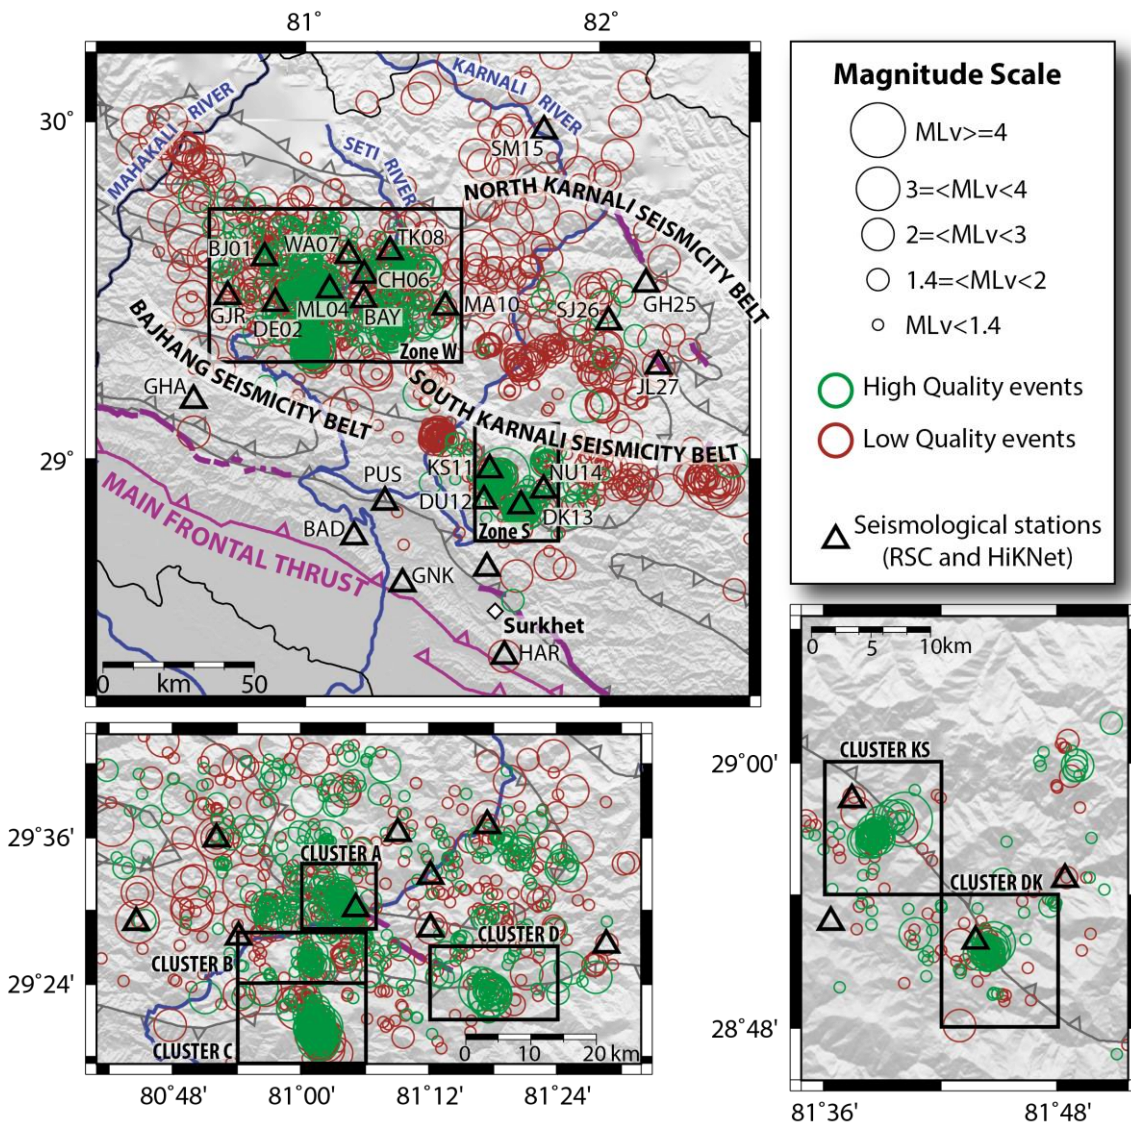 81° 82°
30°
29°
MAHAKALI RIVER
SETI RIVER
KARNALI RIVER
SM15
NORTH KARNALI SEISMICITY BELT
BJ01
WA07
TK08
CH06
GJR
DE02
ML04
BAY
MA10
Zone W
SJ26
GH25
JL27
GHA
BAJHANG SEISMICITY BELT
SOUTH KARNALI SEISMICITY BELT
KS11
NU14
DU12
DK13
Zone S
PUS
BAD
GNK
MAIN FRONTAL THRUST
Surkhet
HAR
0 km 50
Magnitude Scale
MLv>=4
3=<MLv<4
2=<MLv<3
1.4=<MLv<2
MLv<1.4
High Quality events
Low Quality events
Seismological stations
(RSC and HiKNet)
29°36'
29°24'
CLUSTER A
CLUSTER B
CLUSTER C
CLUSTER D
0 10 20 km
80°48' 81°00' 81°12' 81°24'
0 5 10km
29°00'
28°48'
CLUSTER KS
CLUSTER DK
81°36' 81°48'